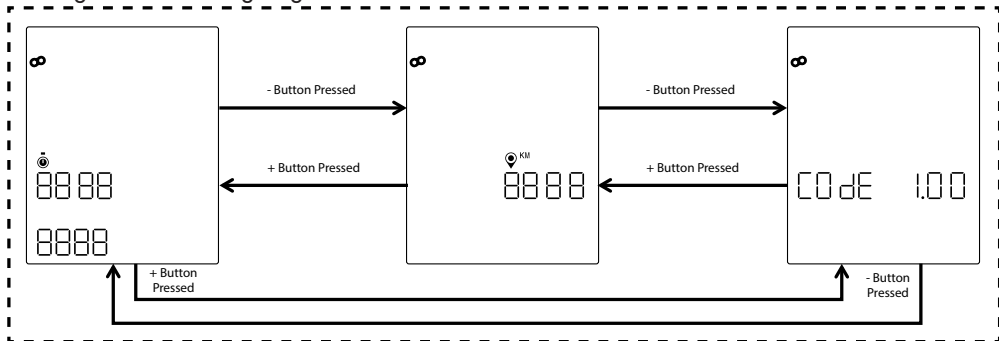 - Button Pressed
- Button Pressed
KM
+ Button Pressed
+ Button Pressed
8888
8888
COdE 1.00
8888
+ Button
Pressed
- Button
Pressed